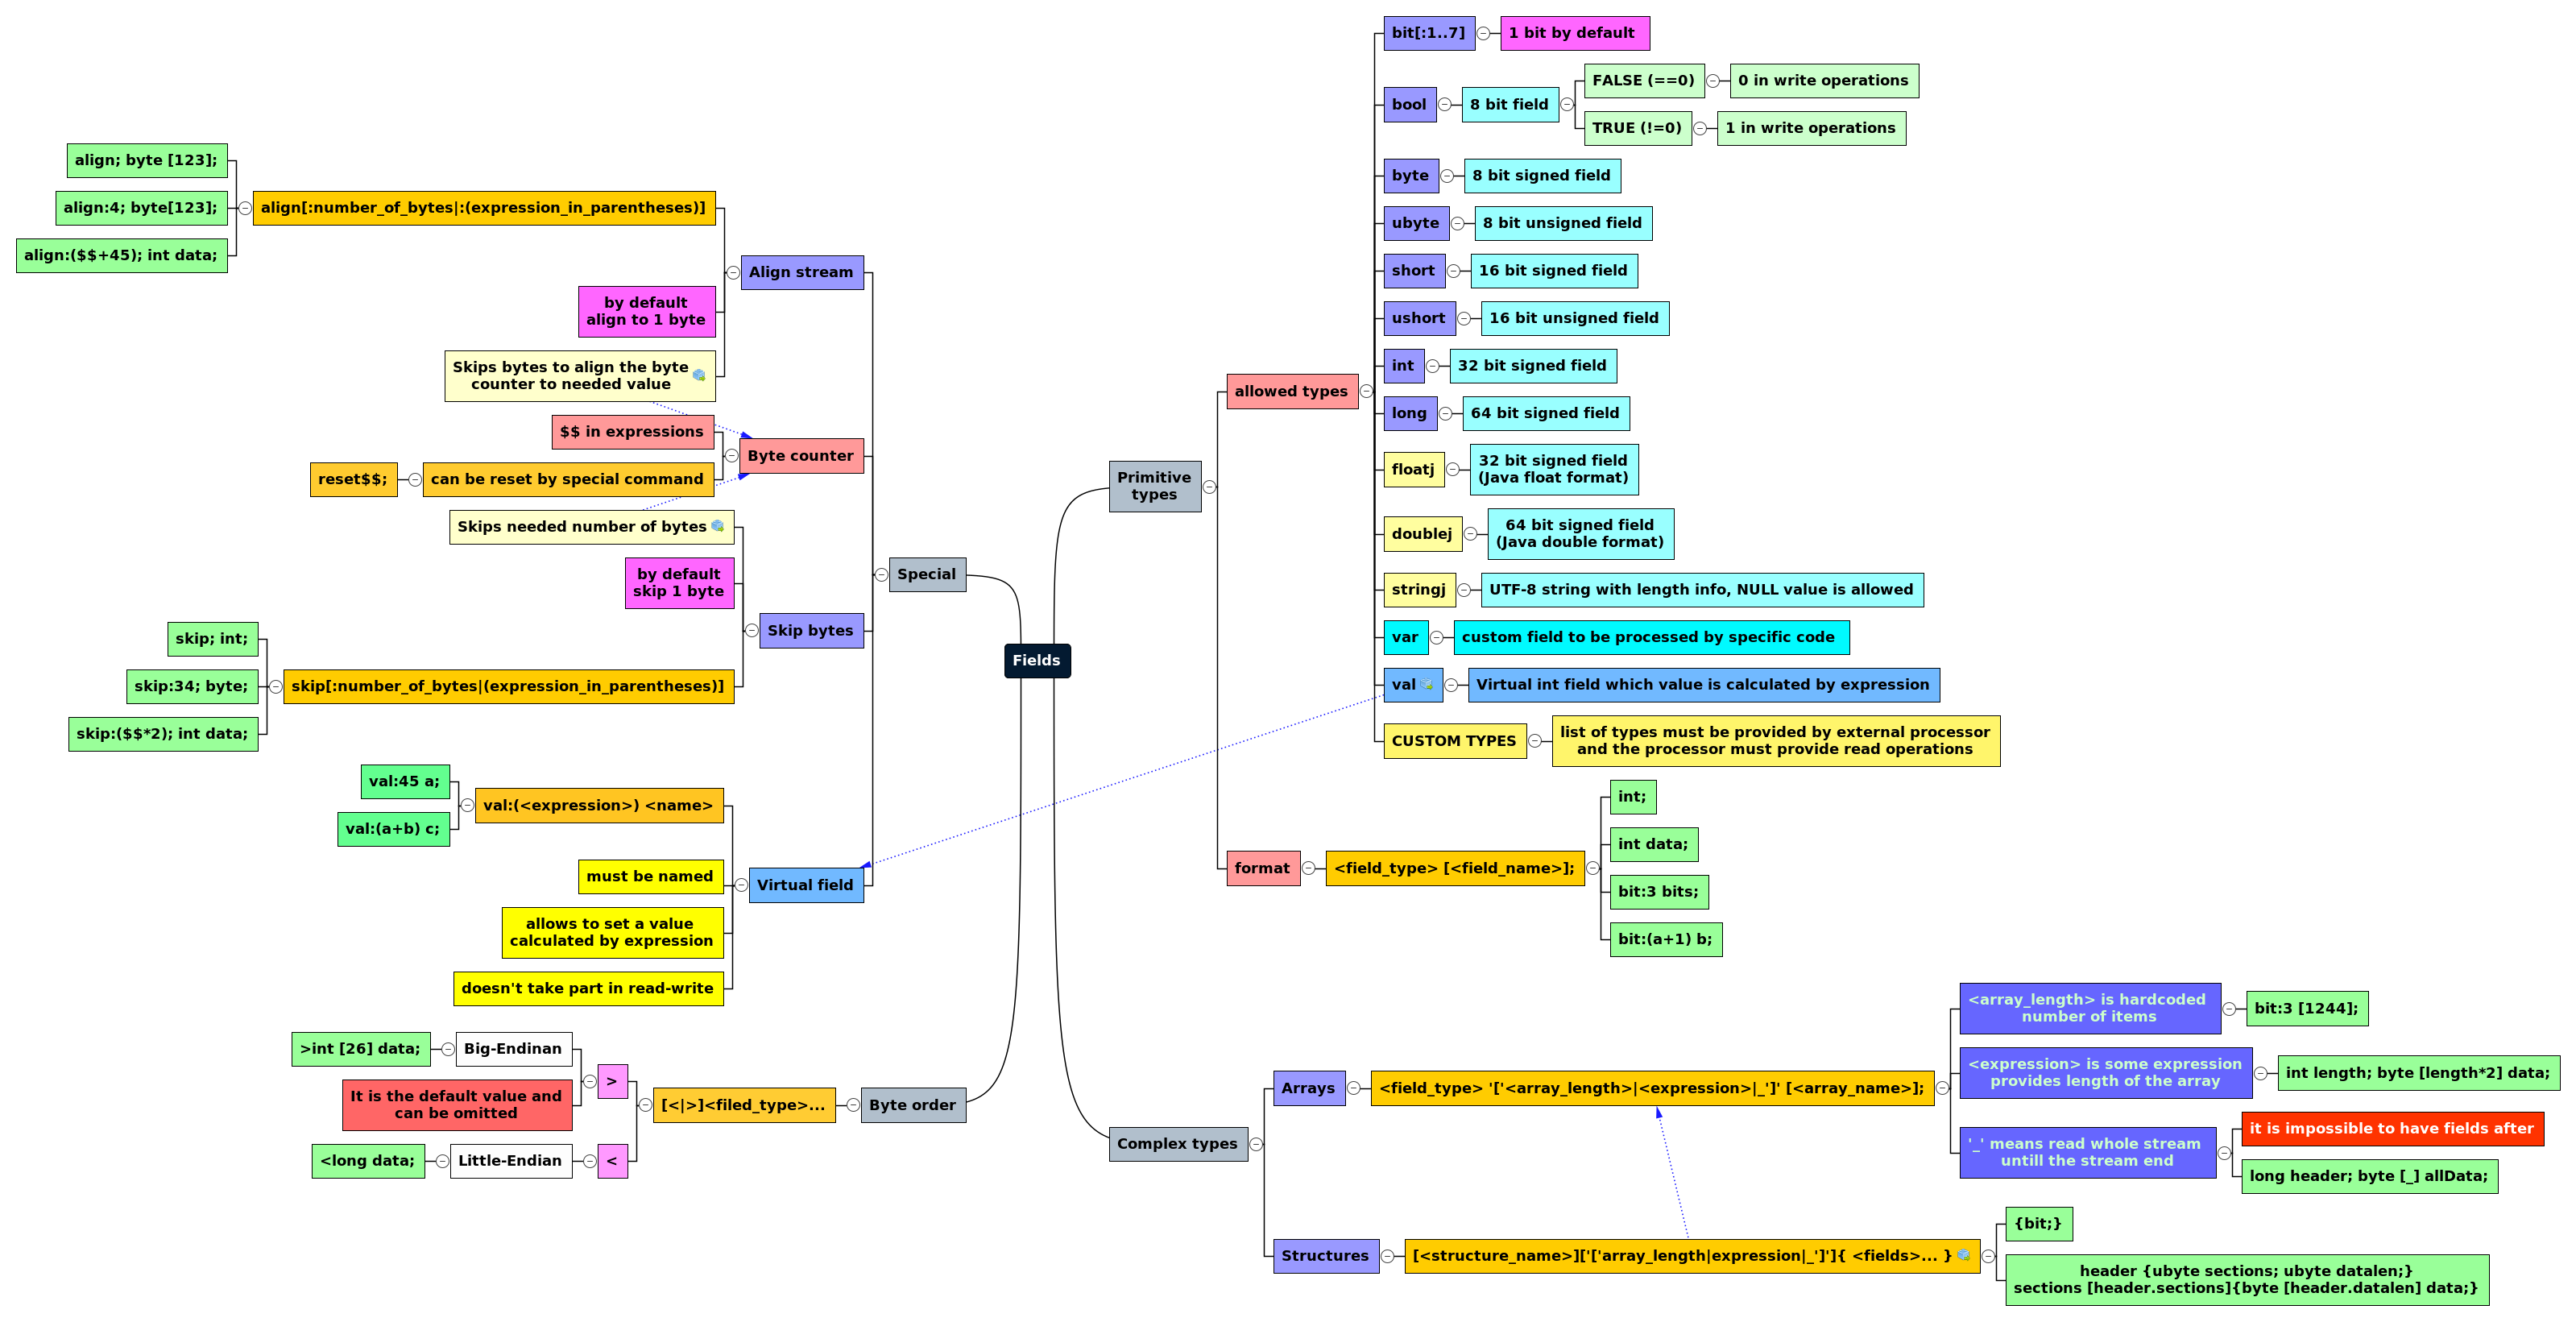 Fields
Primitive
types
allowed types
bit[:1..7]
1 bit by default
bool
8 bit field
FALSE (==0)
0 in write operations
TRUE (!=0)
1 in write operations
byte
8 bit signed field
ubyte
8 bit unsigned field
short
16 bit signed field
ushort
16 bit unsigned field
int
32 bit signed field
long
64 bit signed field
floatj
32 bit signed field
(Java float format)
doublej
64 bit signed field
(Java double format)
stringj
UTF-8 string with length info, NULL value is allowed
var
custom field to be processed by specific code
val
Virtual int field which value is calculated by expression
CUSTOM TYPES
list of types must be provided by external processor
and the processor must provide read operations
format
<field_type> [<field_name>];
int;
int data;
bit:3 bits;
bit:(a+1) b;
Complex types
Arrays
<field_type> '['<array_length>|<expression>|_']' [<array_name>];
<array_length> is hardcoded
number of items
bit:3 [1244];
<expression> is some expression
provides length of the array
int length; byte [length*2] data;
'_' means read whole stream
untill the stream end
it is impossible to have fields after
long header; byte [_] allData;
Structures
[<structure_name>]['['array_length|expression|_']']{ <fields>... }
{bit;}
header {ubyte sections; ubyte datalen;}
sections [header.sections]{byte [header.datalen] data;}
Special
Align stream
align[:number_of_bytes|:(expression_in_parentheses)]
align; byte [123];
align:4; byte[123];
align:($$+45); int data;
by default
align to 1 byte
Skips bytes to align the byte
counter to needed value
Byte counter
$$ in expressions
can be reset by special command
reset$$;
Skip bytes
Skips needed number of bytes
by default
skip 1 byte
skip[:number_of_bytes|(expression_in_parentheses)]
skip; int;
skip:34; byte;
skip:($$*2); int data;
Virtual field
val:(<expression>) <name>
val:45 a;
val:(a+b) c;
must be named
allows to set a value
calculated by expression
doesn't take part in read-write
Byte order
[<|>]<filed_type>...
>
Big-Endinan
>int [26] data;
It is the default value and
can be omitted
<
Little-Endian
<long data;